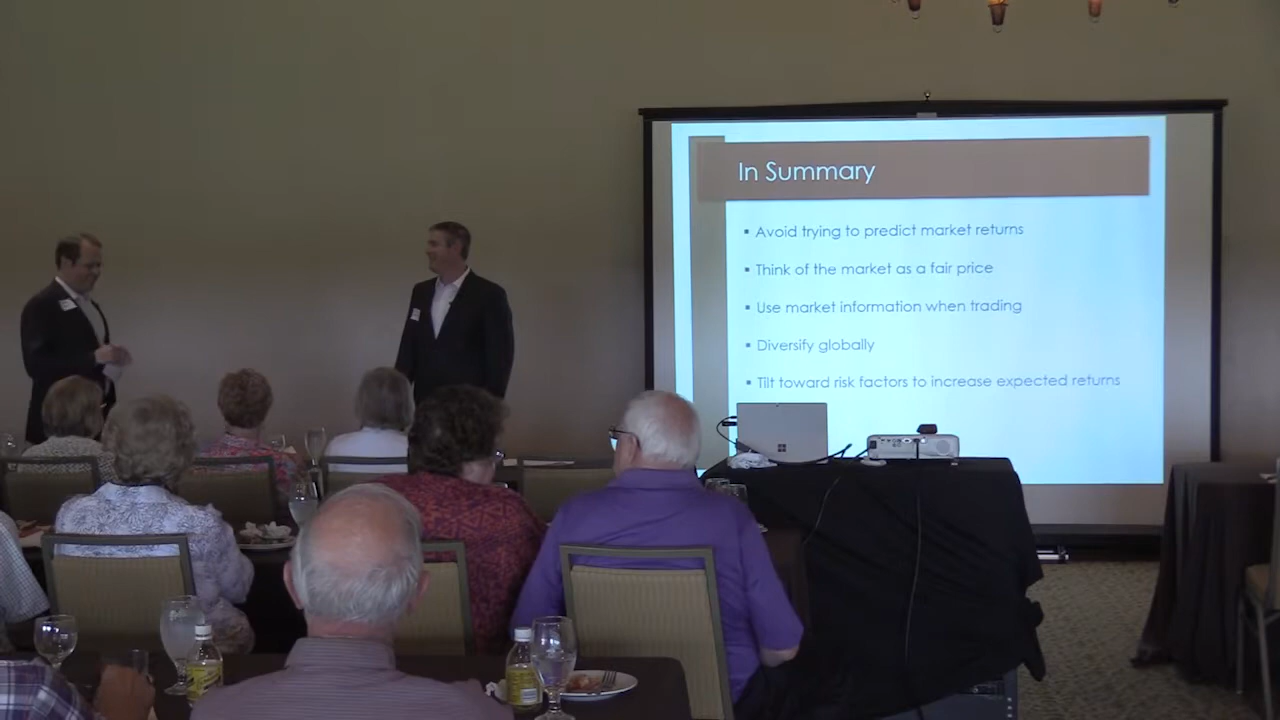 In Summary
▪ Avoid trying to predict market returns
▪ Think of the market as a fair price
▪ Use market information when trading
▪ Diversify globally
▪ Tilt toward risk factors to increase expected returns